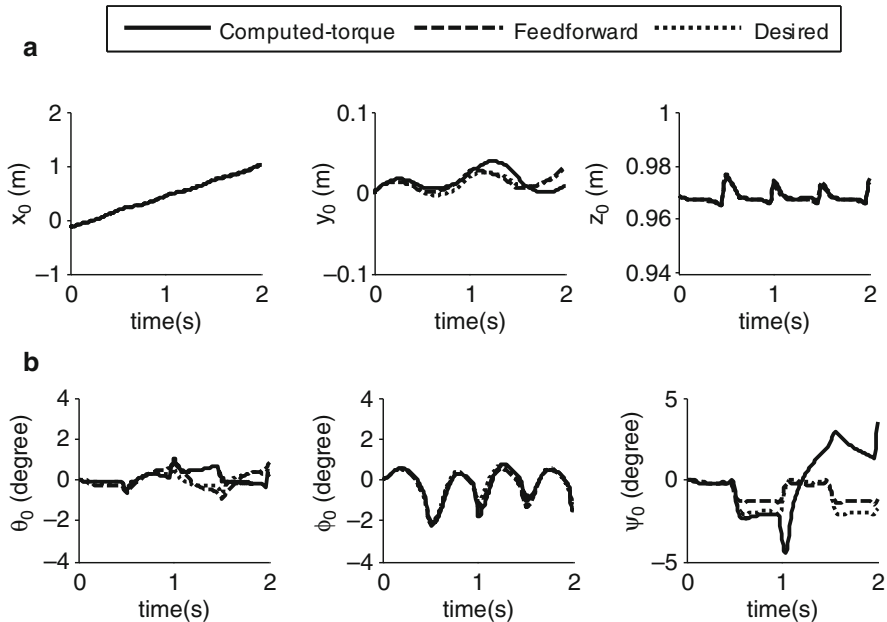 Computed-torque Feedforward Desired
a
2
1
0
−1
x0 (m)
0 1 2
time(s)
0.1
0
−0.1
y0 (m)
0 1 2
time(s)
1
0.98
0.96
0.94
z0 (m)
0 1 2
time(s)
b
4
2
0
−2
−4
θ0 (degree)
0 1 2
time(s)
4
2
0
−2
−4
ϕ0 (degree)
0 1 2
time(s)
5
0
−5
ψ0 (degree)
0 1 2
time(s)